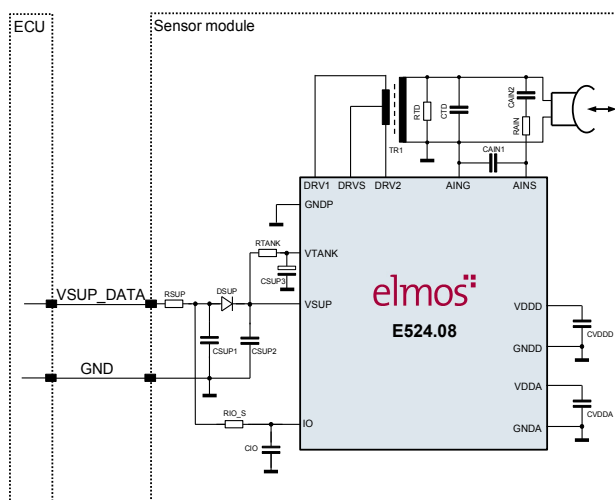 ECU
Sensor module
CAIN2
RTD
CTD
RAIN
TR1
CAIN1
DRV1
DRVS
DRV2
AING
AINS
GNDP
RTANK
VTANK
CSUP3
VSUP_DATA
RSUP
DSUP
VSUP
elmos
E524.08
VDDD
CVDDD
GNDD
CSUP1
CSUP2
GND
VDDA
CVDDA
GNDA
RIO_S
IO
CIO